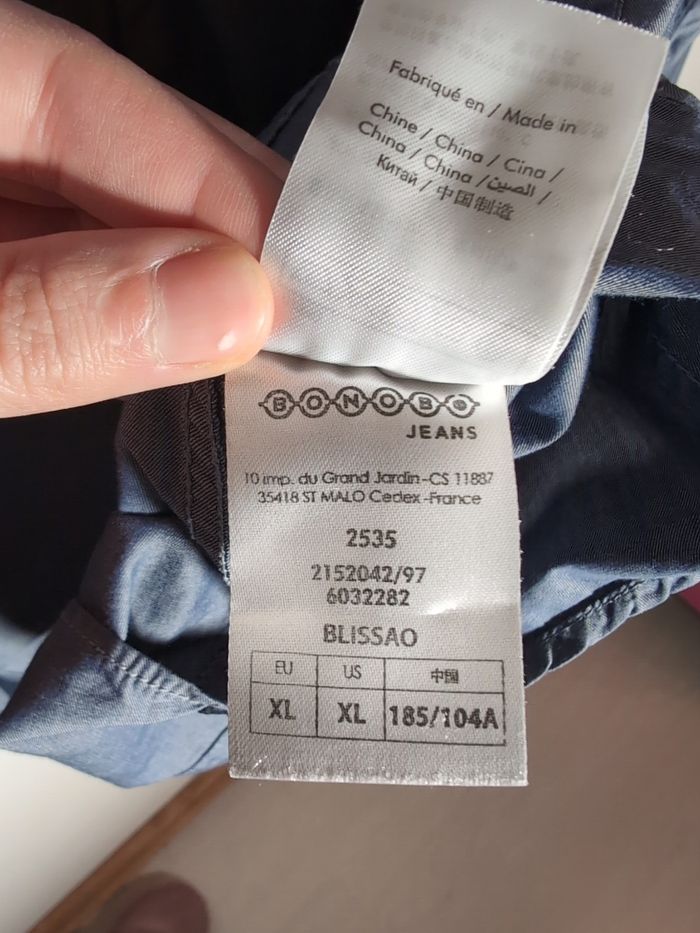 Fabriqué en / Made in
Chine / China / Cina /
China / China / الصين /
Китай / 中国制造
BONOBO
JEANS
10 imp. du Grand Jardin-CS 11887
35418 ST MALO Cedex-France
2535
2152042/97
6032282
BLISSAO
EU US 中国
XL XL 185/104A